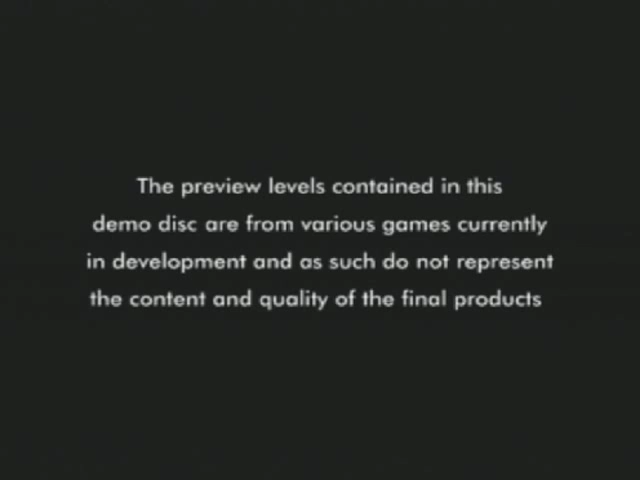 The preview levels contained in this
demo disc are from various games currently
in development and as such do not represent
the content and quality of the final products